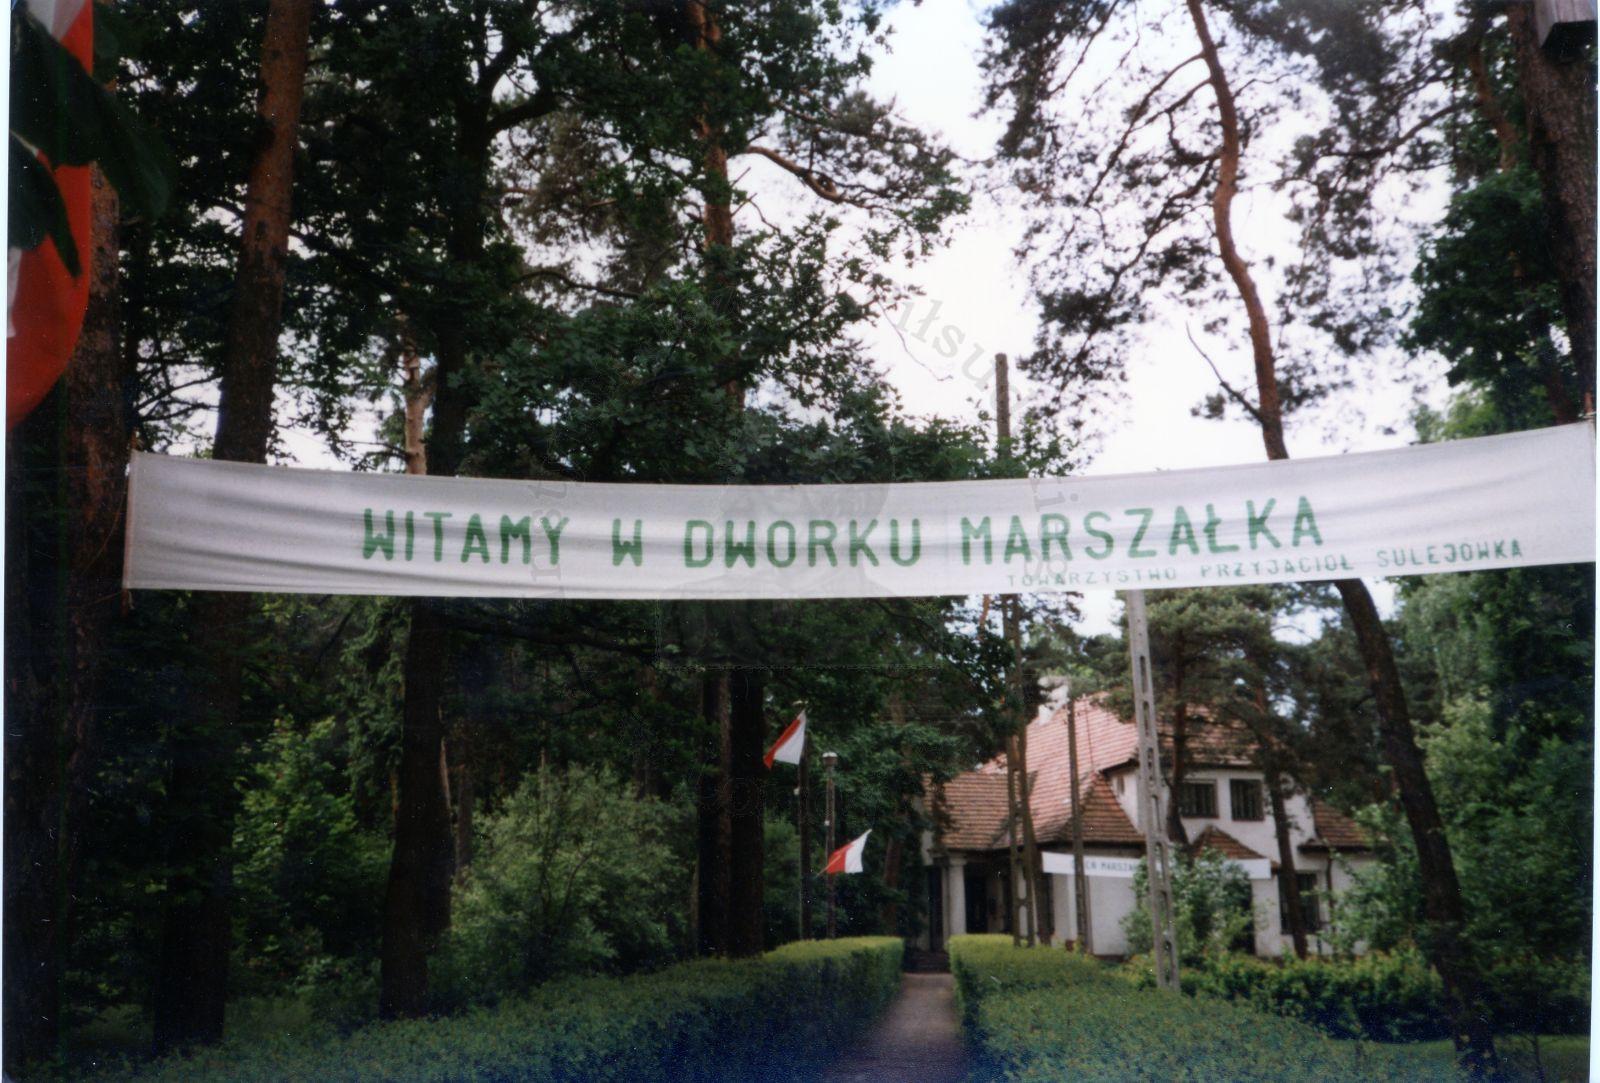 WITAMY W DWORKU MARSZAŁKA
TOWARZYSTWO PRZYJACIÓŁ SULEJÓWKA